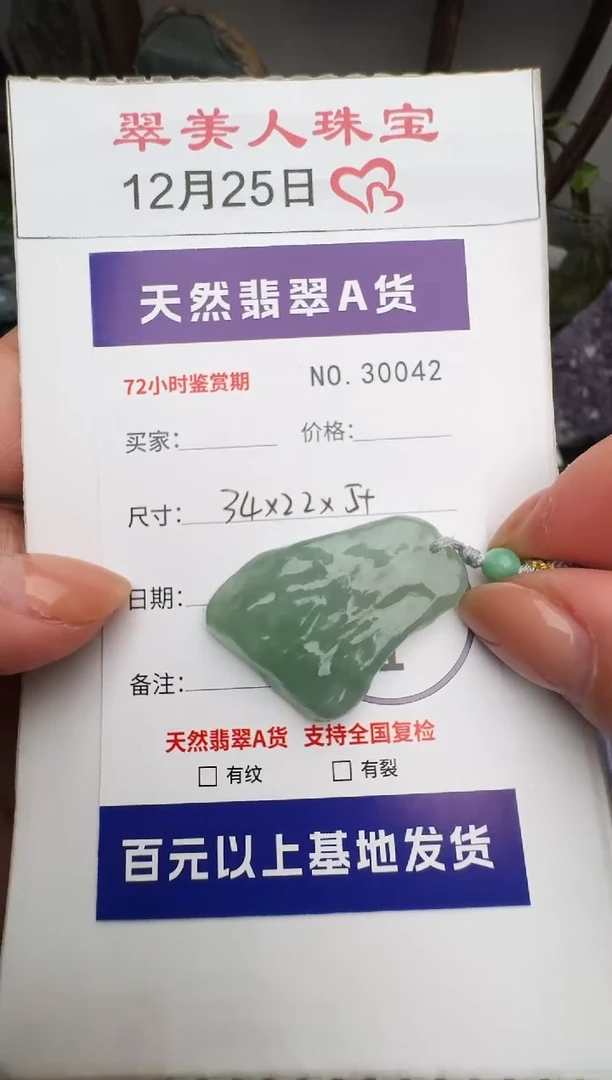 翠美人珠宝
12月25日
天然翡翠A货
72小时鉴赏期 NO.30042
买家: 价格:
尺寸: 34x22x5+
日期:
备注:
天然翡翠A货 支持全国复检
□ 有纹 □ 有裂
百元以上基地发货